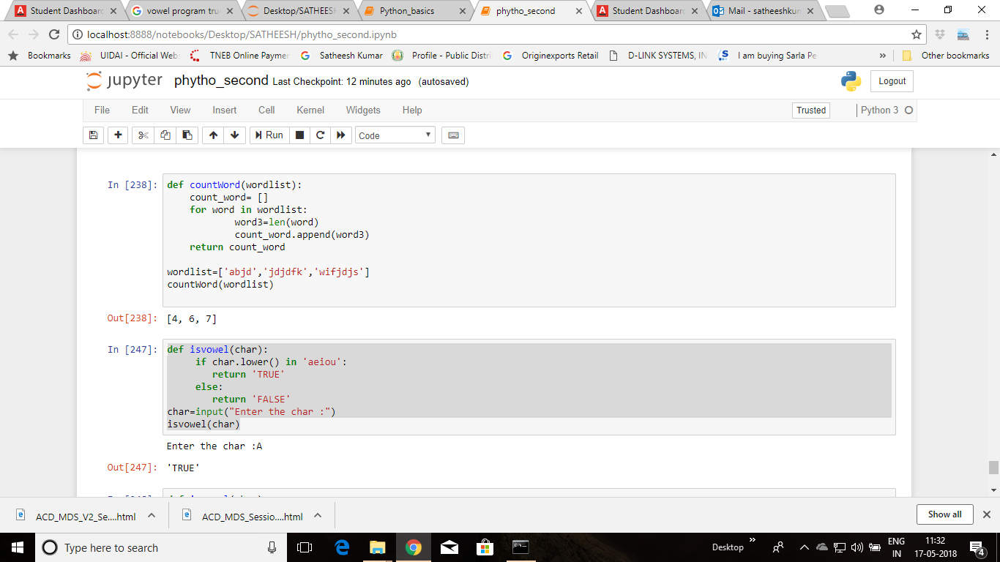 Student Dashboard
vowel program tru
Desktop/SATHEESH
Python_basics
phytho_second
Student Dashboard
Mail - satheeshkun
localhost:8888/notebooks/Desktop/SATHEESH/phytho_second.ipynb
Bookmarks
UIDAI - Official Web
TNEB Online Paymen
Satheesh Kumar
Profile - Public Distri
Originexports Retail
D-LINK SYSTEMS, IN
I am buying Sarla Pe
»
Other bookmarks
jupyter phytho_second Last Checkpoint: 12 minutes ago (autosaved)
Logout
File Edit View Insert Cell Kernel Widgets Help
Trusted
Python 3
Run
Code
In [238]:
def countWord(wordlist):
    count_word= []
    for word in wordlist:
            word3=len(word)
            count_word.append(word3)
    return count_word
wordlist=['abjd','jdjdfk','wifjdjs']
countWord(wordlist)
Out[238]: [4, 6, 7]
In [247]:
def isvowel(char):
     if char.lower() in 'aeiou':
        return 'TRUE'
     else:
        return 'FALSE'
char=input("Enter the char :")
isvowel(char)
Enter the char :A
Out[247]: 'TRUE'
ACD_MDS_V2_Se....html
ACD_MDS_Sessio....html
Show all
Type here to search
Desktop
»
ENG
IN
11:32
17-05-2018
4